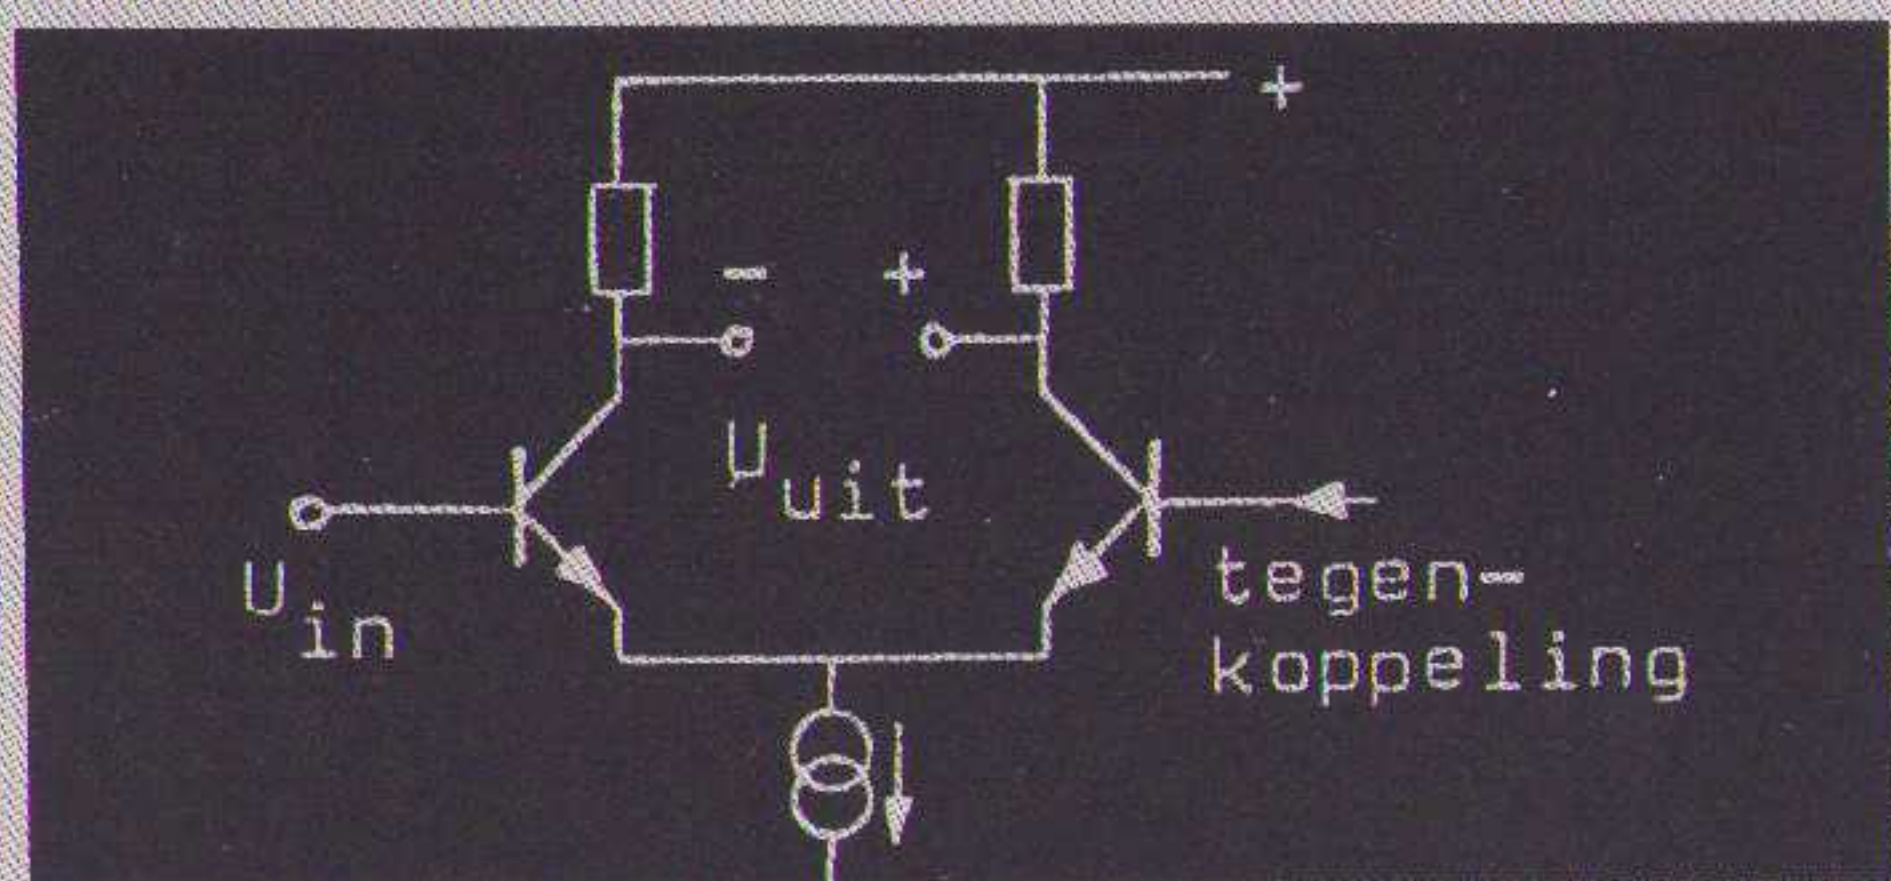 +
- +
U uit
U in
tegen-
koppeling